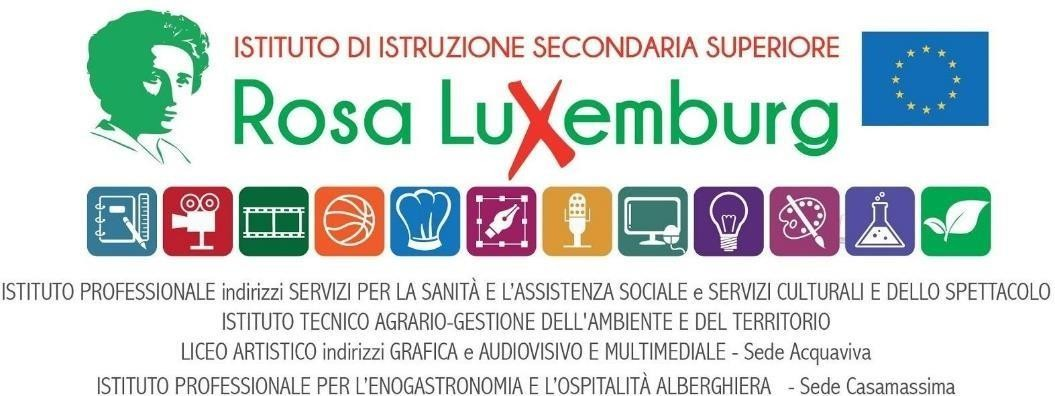 ISTITUTO DI ISTRUZIONE SECONDARIA SUPERIORE
Rosa LuXemburg
ISTITUTO PROFESSIONALE indirizzi SERVIZI PER LA SANITÀ E L'ASSISTENZA SOCIALE e SERVIZI CULTURALI E DELLO SPETTACOLO
ISTITUTO TECNICO AGRARIO-GESTIONE DELL'AMBIENTE E DEL TERRITORIO
LICEO ARTISTICO indirizzi GRAFICA e AUDIOVISIVO E MULTIMEDIALE - Sede Acquaviva
ISTITUTO PROFESSIONALE PER L'ENOGASTRONOMIA E L'OSPITALITÀ ALBERGHIERA - Sede Casamassima